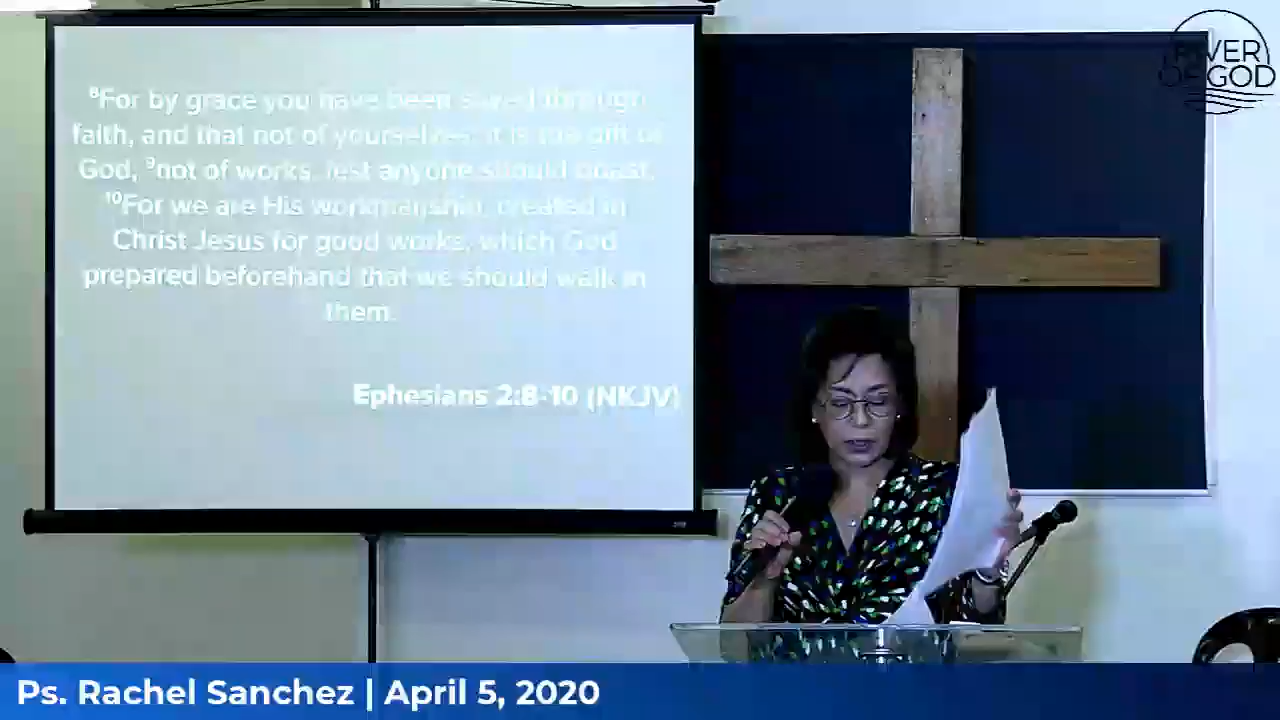 ⁸For by grace you have been saved through
faith, and that not of yourselves; it is the gift of
God, ⁹not of works, lest anyone should boast.
¹⁰For we are His workmanship, created in
Christ Jesus for good works, which God
prepared beforehand that we should walk in
them.
Ephesians 2:8-10 (NKJV)
RIVER
OF GOD
Ps. Rachel Sanchez | April 5, 2020